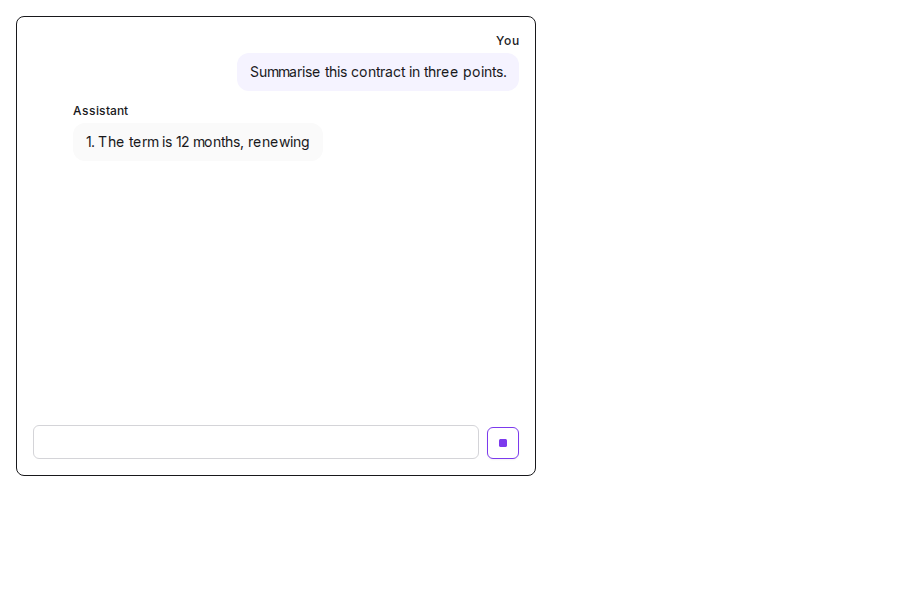 You
Summarise this contract in three points.
Assistant
1. The term is 12 months, renewing